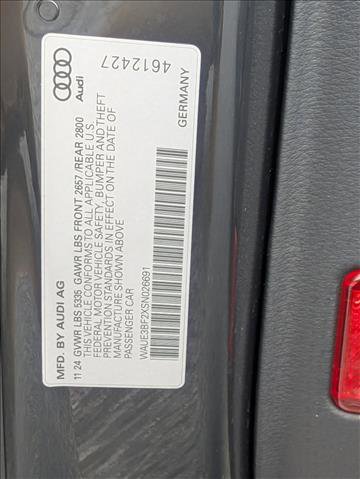 Audi
4612427
GERMANY
MFD. BY AUDI AG
11 24 GVWR LBS 5335 GAWR LBS FRONT 2657/REAR 2800
THIS VEHICLE CONFORMS TO ALL APPLICABLE U.S.
FEDERAL MOTOR VEHICLE SAFETY, BUMPER AND THEFT
PREVENTION STANDARDS IN EFFECT ON THE DATE OF
MANUFACTURE SHOWN ABOVE
PASSENGER CAR
WAUE3BF2XSN026691